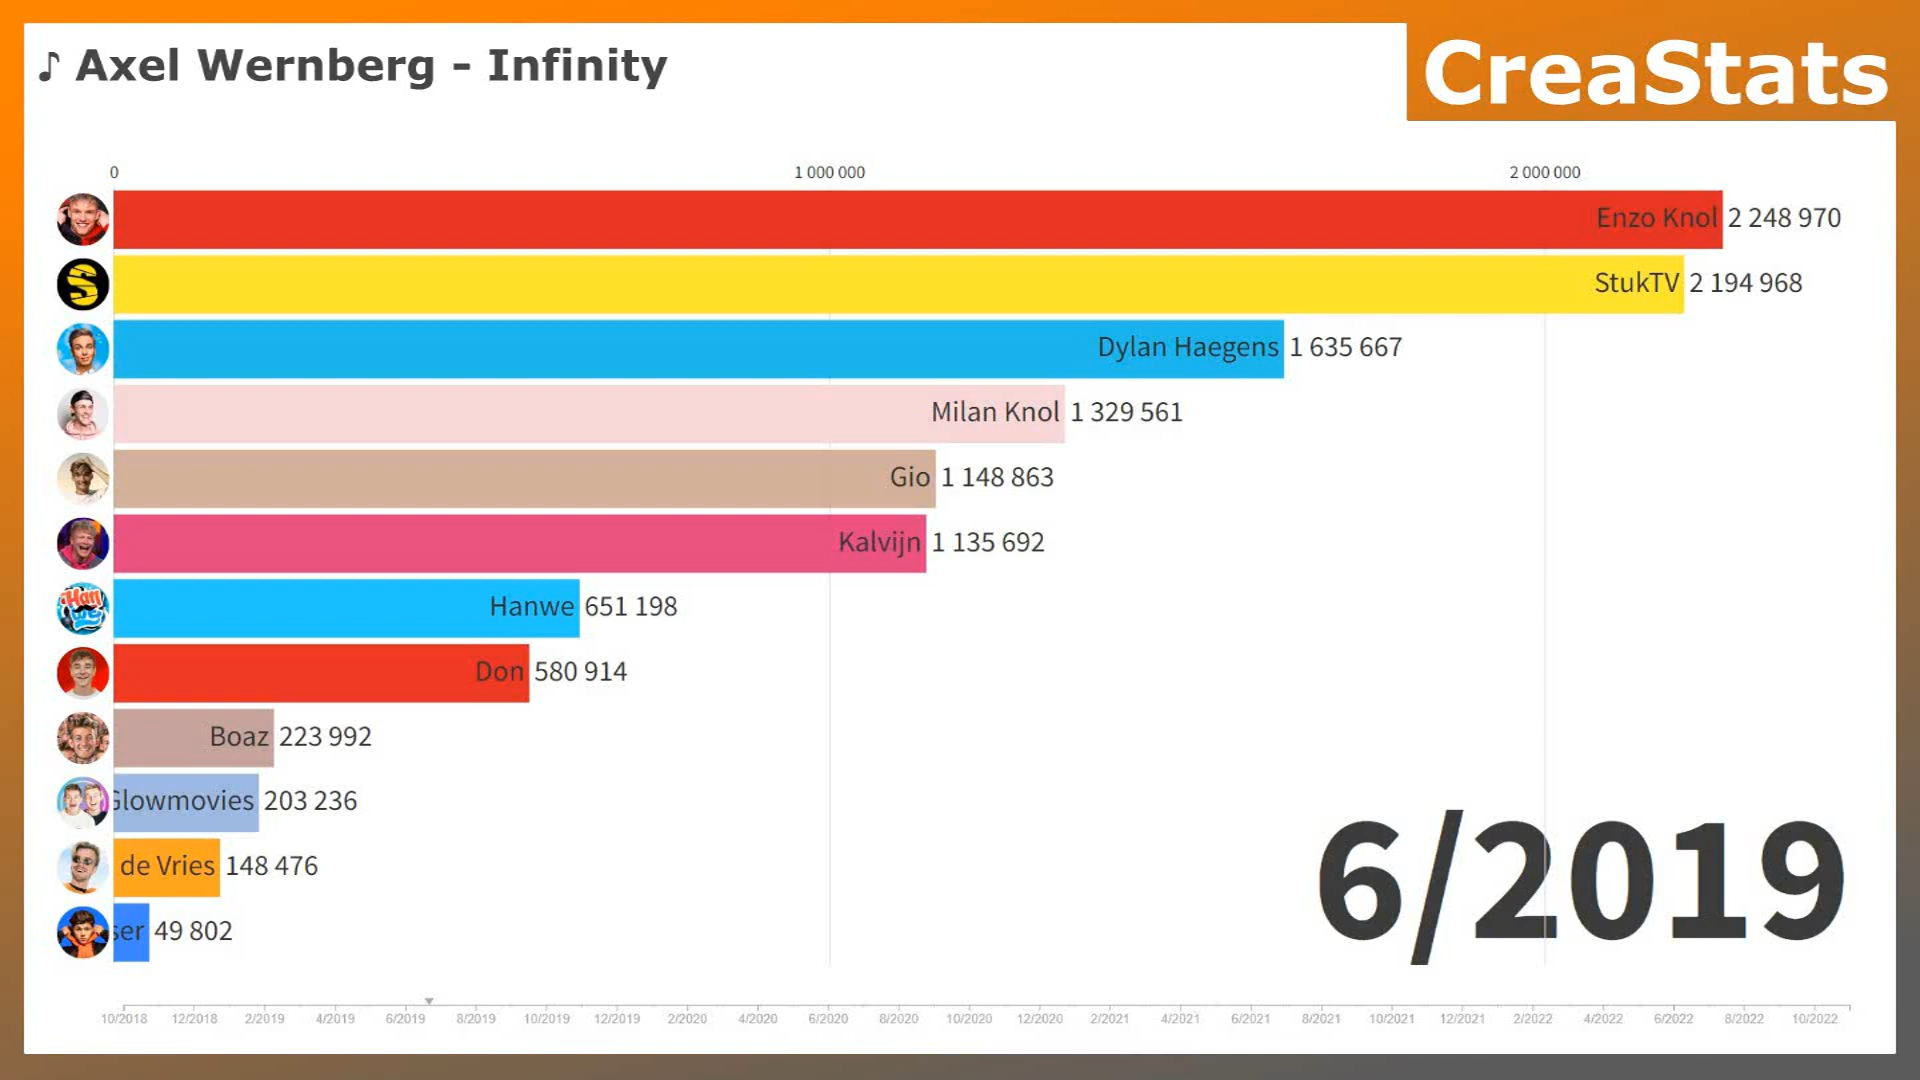 ♪ Axel Wernberg - Infinity
CreaStats
0 1 000 000 2 000 000
Enzo Knol 2 248 970
StukTV 2 194 968
Dylan Haegens 1 635 667
Milan Knol 1 329 561
Gio 1 148 863
Kalvijn 1 135 692
Han
We
Hanwe 651 198
Don 580 914
Boaz 223 992
Glowmovies 203 236
de Vries 148 476
ser 49 802
6/2019
10/2018 12/2018 2/2019 4/2019 6/2019 8/2019 10/2019 12/2019 2/2020 4/2020 6/2020 8/2020 10/2020 12/2020 2/2021 4/2021 6/2021 8/2021 10/2021 12/2021 2/2022 4/2022 6/2022 8/2022 10/2022